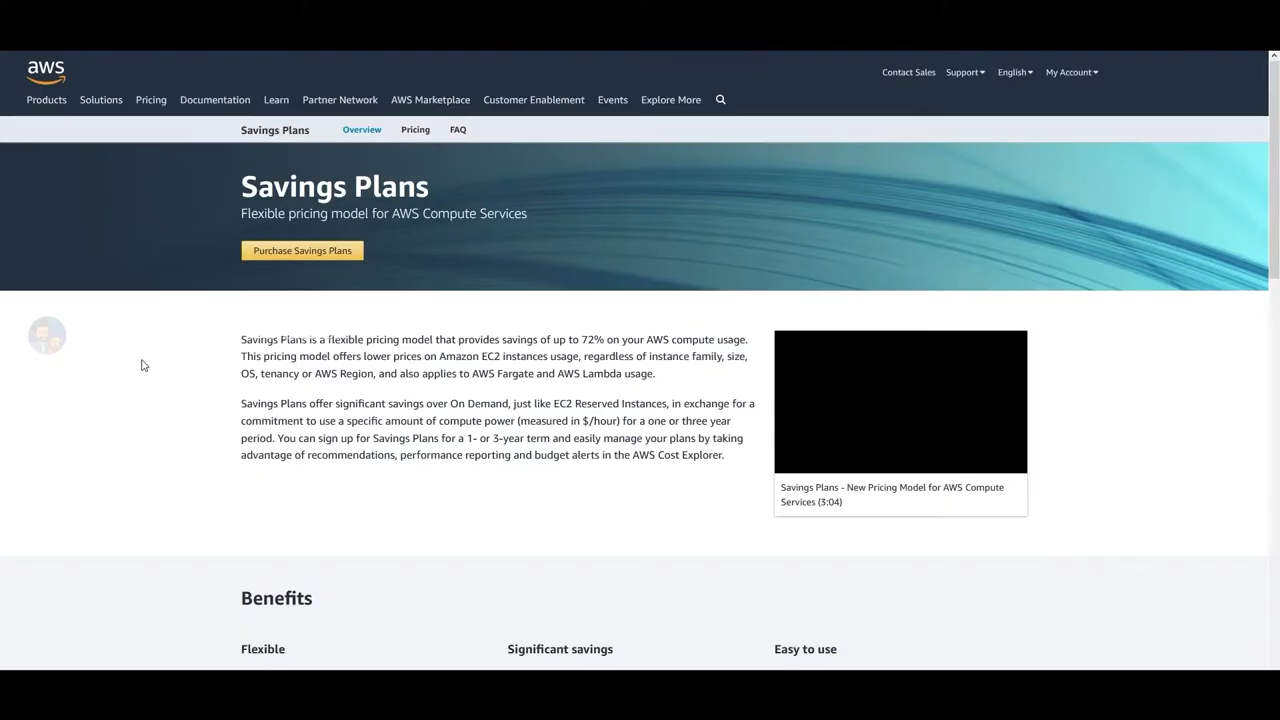 aws
Contact Sales Support English My Account
Products Solutions Pricing Documentation Learn Partner Network AWS Marketplace Customer Enablement Events Explore More
Savings Plans Overview Pricing FAQ
Savings Plans
Flexible pricing model for AWS Compute Services
Purchase Savings Plans
Savings Plans is a flexible pricing model that provides savings of up to 72% on your AWS compute usage.
This pricing model offers lower prices on Amazon EC2 instances usage, regardless of instance family, size,
OS, tenancy or AWS Region, and also applies to AWS Fargate and AWS Lambda usage.
Savings Plans offer significant savings over On Demand, just like EC2 Reserved Instances, in exchange for a
commitment to use a specific amount of compute power (measured in $/hour) for a one or three year
period. You can sign up for Savings Plans for a 1- or 3-year term and easily manage your plans by taking
advantage of recommendations, performance reporting and budget alerts in the AWS Cost Explorer.
Savings Plans - New Pricing Model for AWS Compute
Services (3:04)
Benefits
Flexible Significant savings Easy to use